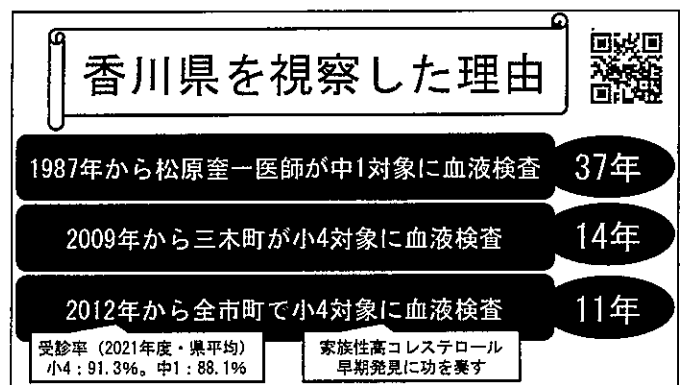 香川県を視察した理由
1987年から松原奎一医師が中1対象に血液検査
37年
2009年から三木町が小4対象に血液検査
14年
2012年から全市町で小4対象に血液検査
11年
受診率（2021年度・県平均）
小4：91.3%。中1：88.1%
家族性高コレステロール
早期発見に功を奏す